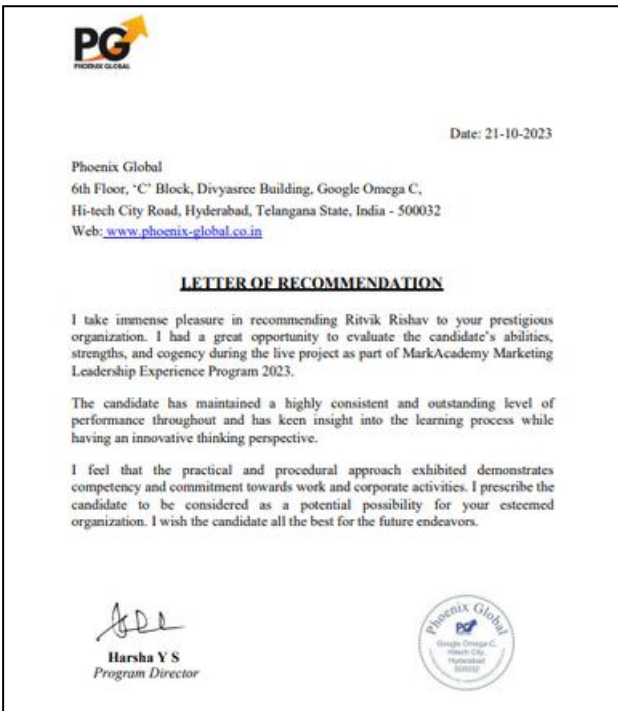 PG
PHOENIX GLOBAL
Date: 21-10-2023
Phoenix Global
6th Floor, ‘C’ Block, Divyasree Building, Google Omega C,
Hi-tech City Road, Hyderabad, Telangana State, India - 500032
Web: www.phoenix-global.co.in
LETTER OF RECOMMENDATION
I take immense pleasure in recommending Ritvik Rishav to your prestigious
organization. I had a great opportunity to evaluate the candidate’s abilities,
strengths, and cogency during the live project as part of MarkAcademy Marketing
Leadership Experience Program 2023.
The candidate has maintained a highly consistent and outstanding level of
performance throughout and has keen insight into the learning process while
having an innovative thinking perspective.
I feel that the practical and procedural approach exhibited demonstrates
competency and commitment towards work and corporate activities. I prescribe the
candidate to be considered as a potential possibility for your esteemed
organization. I wish the candidate all the best for the future endeavors.
Harsha Y S
Program Director
Phoenix Global
PG
Google Omega C,
Hitech City,
Hyderabad
500032